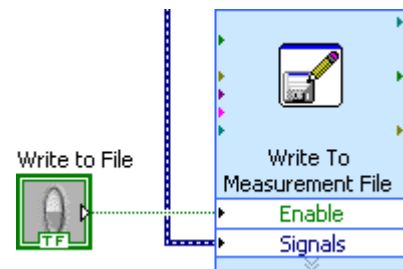 Write to File
TF
Write To
Measurement File
Enable
Signals